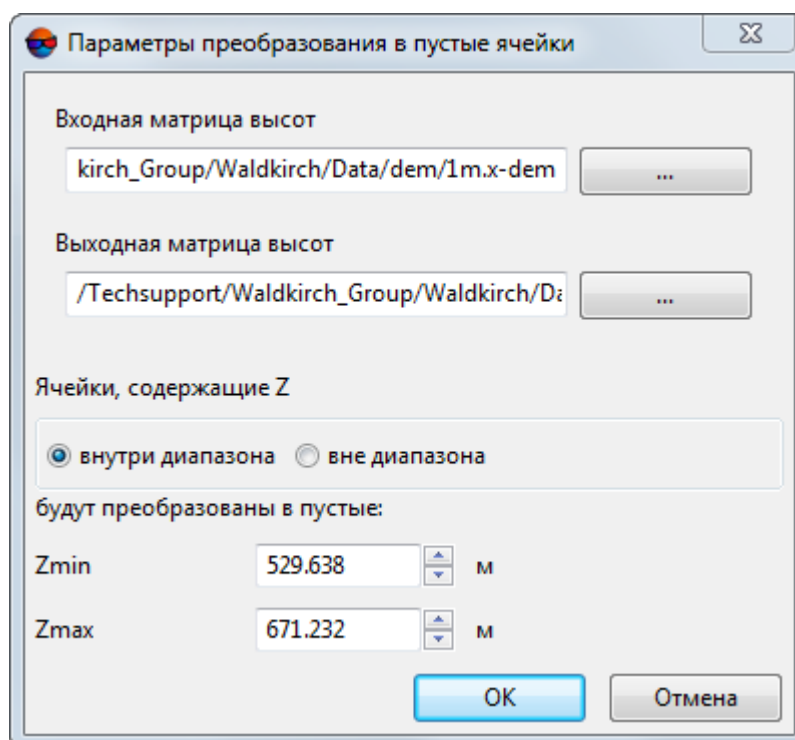 Параметры преобразования в пустые ячейки
Входная матрица высот
kirch_Group/Waldkirch/Data/dem/1m.x-dem
...
Выходная матрица высот
/Techsupport/Waldkirch_Group/Waldkirch/Da
...
Ячейки, содержащие Z
внутри диапазона вне диапазона
будут преобразованы в пустые:
Zmin 529.638 м
Zmax 671.232 м
OK Отмена